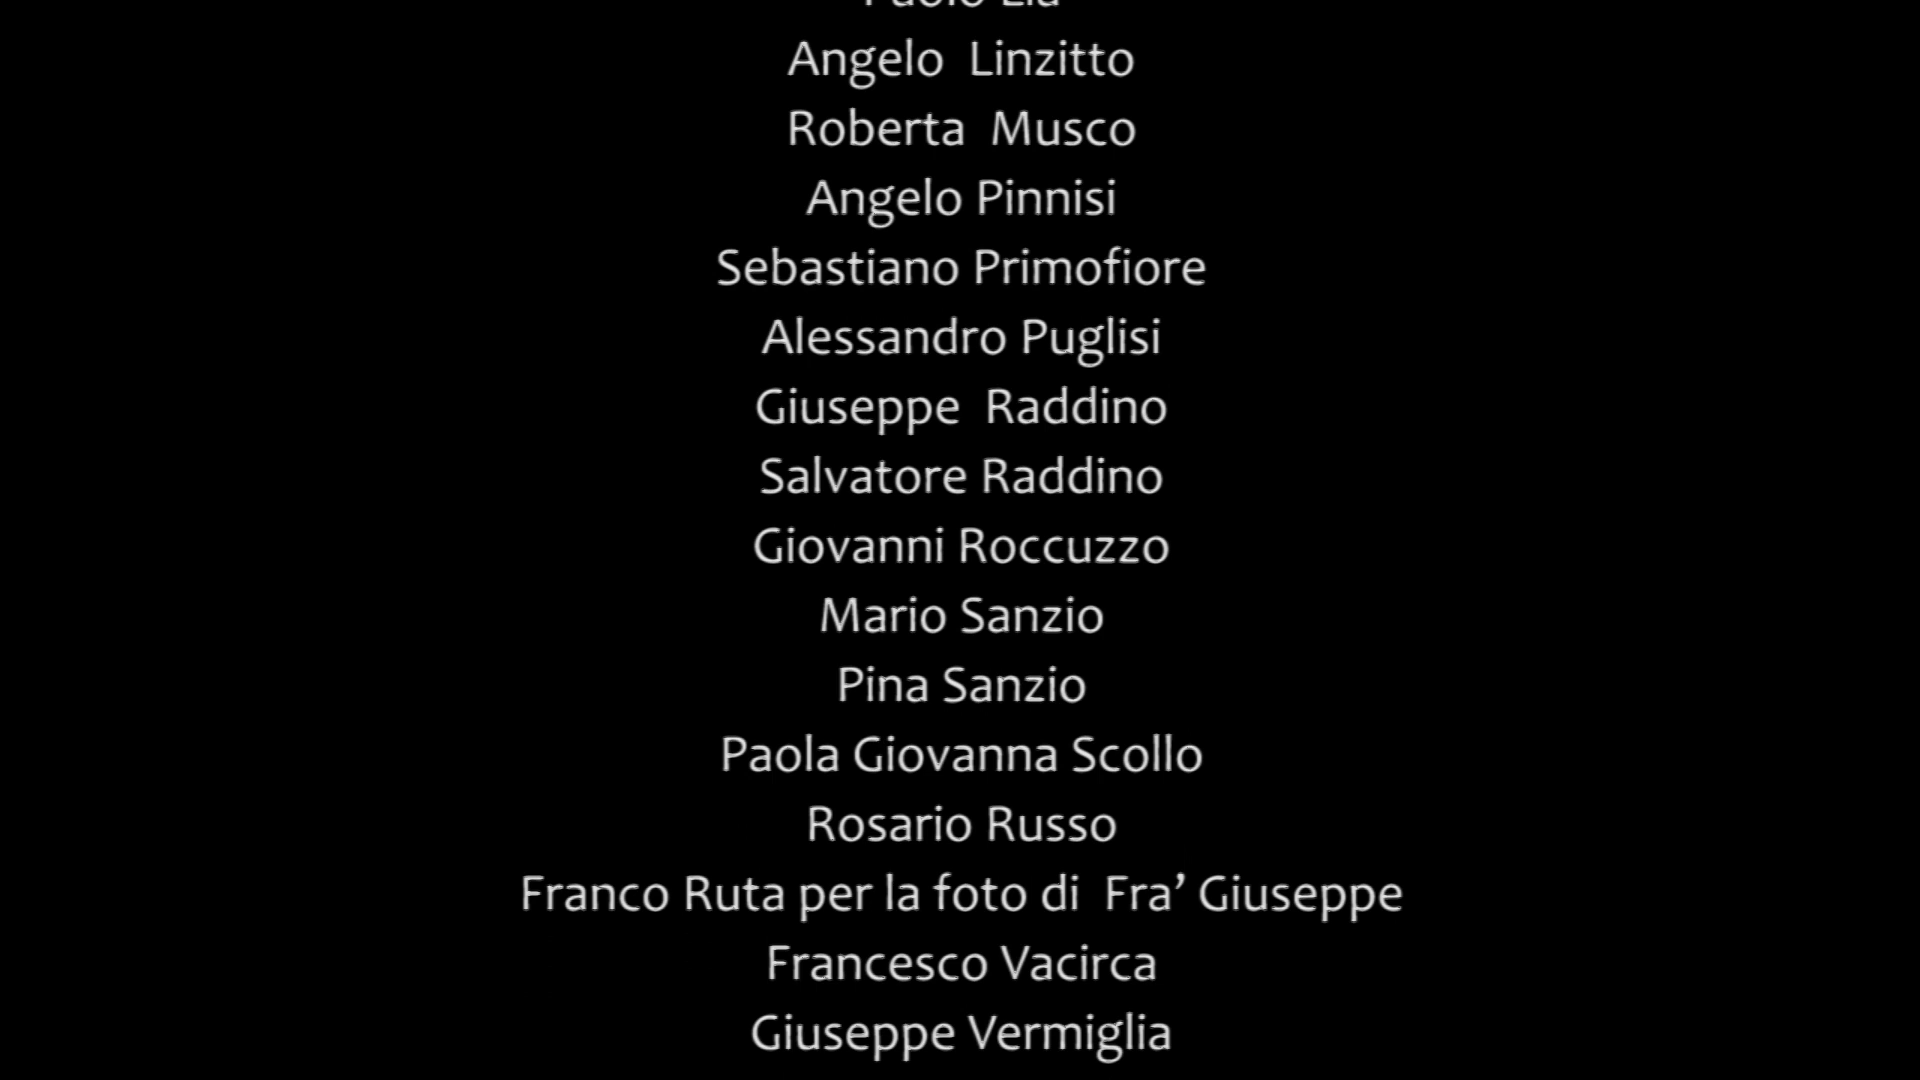 Angelo  Linzitto
Roberta  Musco
Angelo Pinnisi
Sebastiano Primofiore
Alessandro Puglisi
Giuseppe  Raddino
Salvatore Raddino
Giovanni Roccuzzo
Mario Sanzio
Pina Sanzio
Paola Giovanna Scollo
Rosario Russo
Franco Ruta per la foto di  Fra’ Giuseppe
Francesco Vacirca
Giuseppe Vermiglia